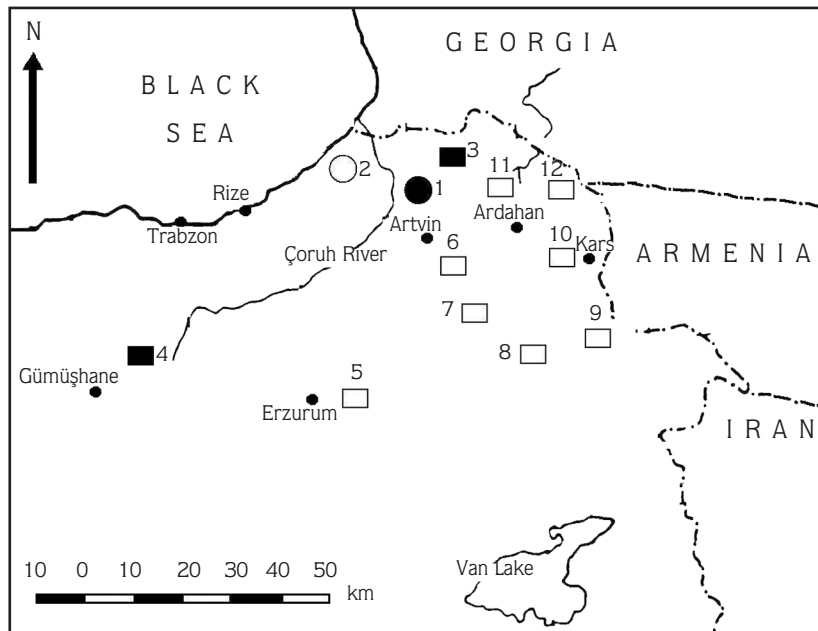 N
GEORGIA
BLACK
SEA
3
2
11
12
1
Rize
Trabzon
Artvin
Ardahan
Çoruh River
6
10
Kars
ARMENIA
7
9
8
4
Gümüşhane
5
Erzurum
IRAN
Van Lake
10 0 10 20 30 40 50
km